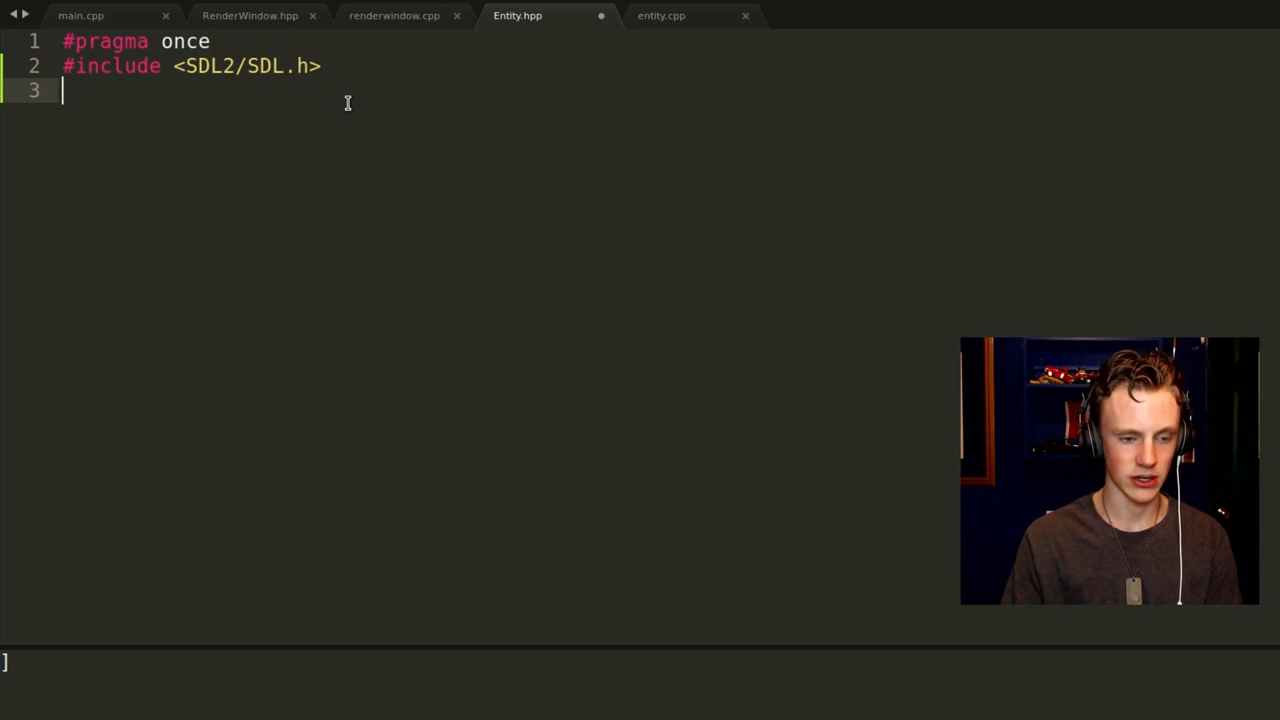 main.cpp RenderWindow.hpp renderwindow.cpp Entity.hpp entity.cpp
1 #pragma once
2 #include <SDL2/SDL.h>
3
]